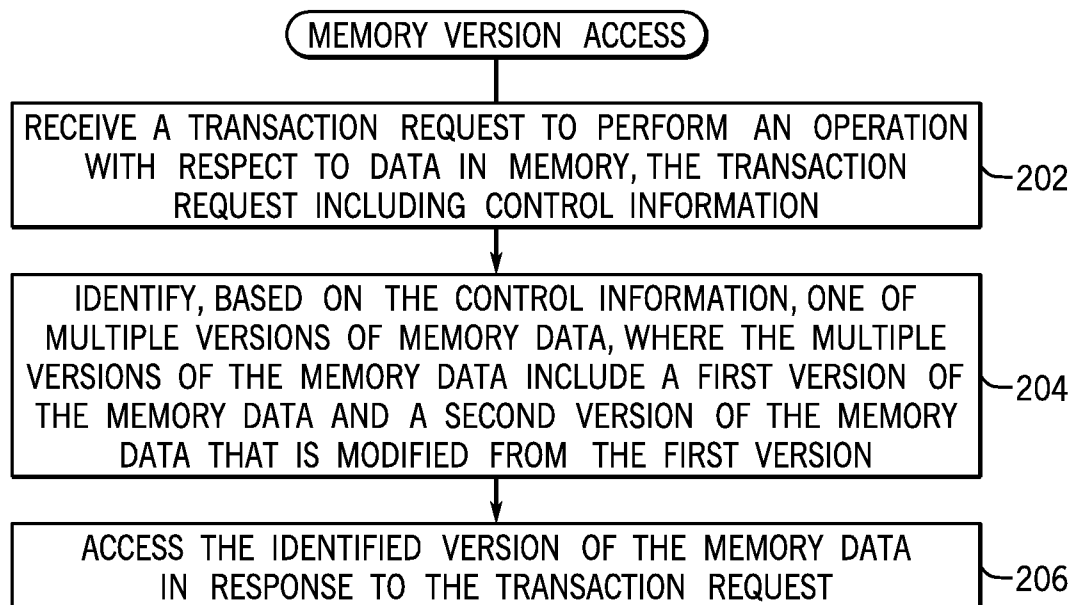 MEMORY VERSION ACCESS
RECEIVE A TRANSACTION REQUEST TO PERFORM AN OPERATION
WITH RESPECT TO DATA IN MEMORY, THE TRANSACTION
REQUEST INCLUDING CONTROL INFORMATION
202
IDENTIFY, BASED ON THE CONTROL INFORMATION, ONE OF
MULTIPLE VERSIONS OF MEMORY DATA, WHERE THE MULTIPLE
VERSIONS OF THE MEMORY DATA INCLUDE A FIRST VERSION OF
THE MEMORY DATA AND A SECOND VERSION OF THE MEMORY
DATA THAT IS MODIFIED FROM THE FIRST VERSION
204
ACCESS THE IDENTIFIED VERSION OF THE MEMORY DATA
IN RESPONSE TO THE TRANSACTION REQUEST
206